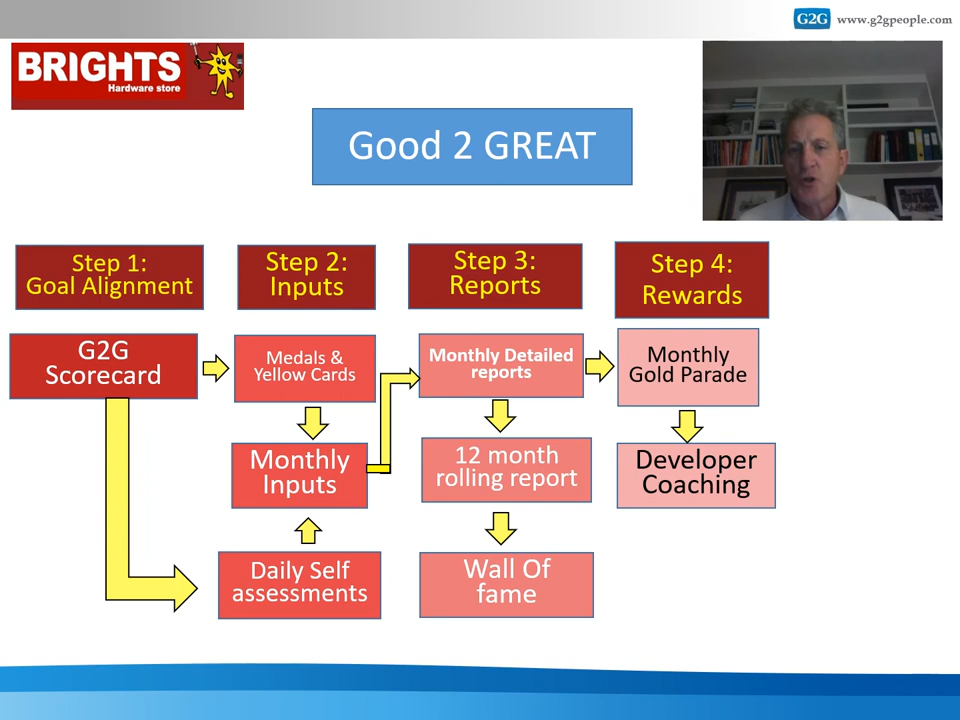 G2G www.g2gpeople.com
BRIGHTS
Hardware store
Good 2 GREAT
Step 1:
Goal Alignment
Step 2:
Inputs
Step 3:
Reports
Step 4:
Rewards
G2G
Scorecard
Medals &
Yellow Cards
Monthly Detailed
reports
Monthly
Gold Parade
Monthly
Inputs
12 month
rolling report
Developer
Coaching
Daily Self
assessments
Wall Of
fame